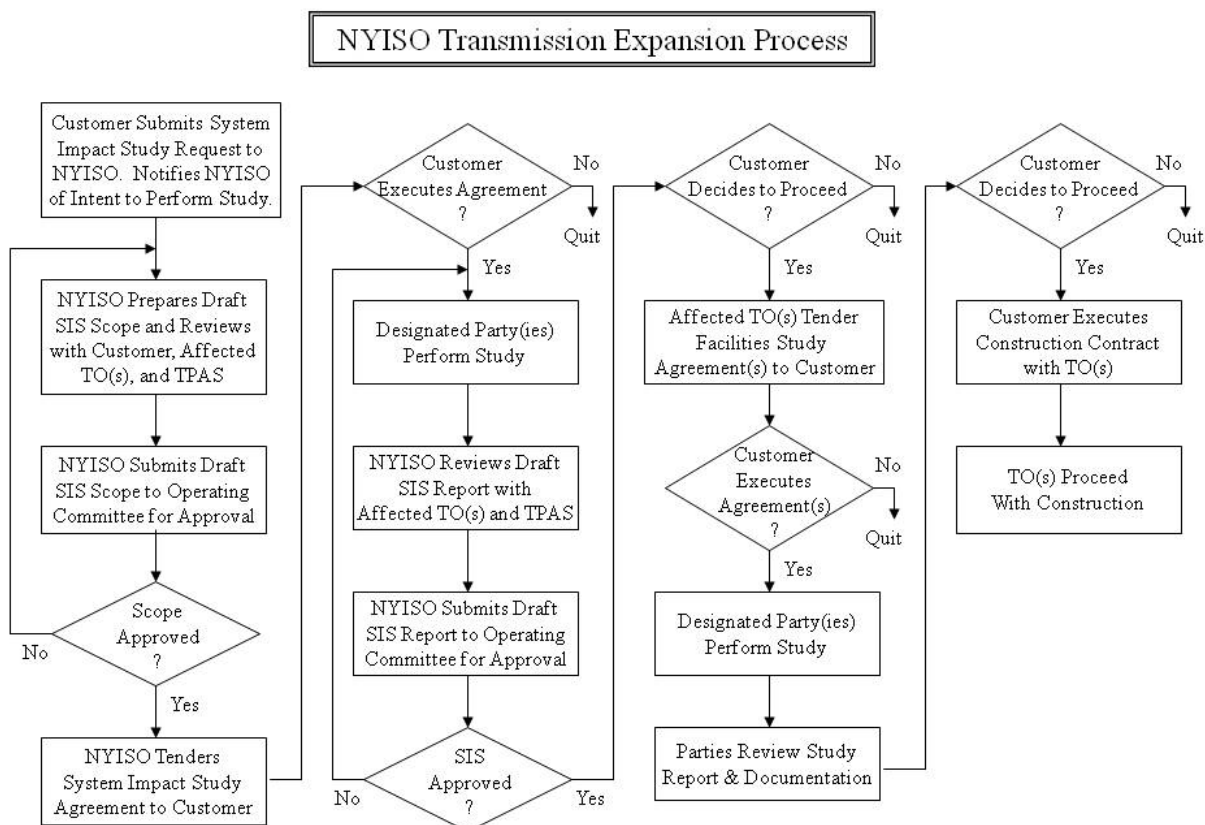 NYISO Transmission Expansion Process
Customer Submits System
Impact Study Request to
NYISO. Notifies NYISO
of Intent to Perform Study.
NYISO Prepares Draft
SIS Scope and Reviews
with Customer, Affected
TO(s), and TPAS
NYISO Submits Draft
SIS Scope to Operating
Committee for Approval
Scope
Approved
?
No
Yes
NYISO Tenders
System Impact Study
Agreement to Customer
Customer
Executes Agreement
?
No
Quit
Yes
Designated Party(ies)
Perform Study
NYISO Reviews Draft
SIS Report with
Affected TO(s) and TPAS
NYISO Submits Draft
SIS Report to Operating
Committee for Approval
SIS
Approved
?
No
Yes
Customer
Decides to Proceed
?
No
Quit
Yes
Affected TO(s) Tender
Facilities Study
Agreement(s) to Customer
Customer
Executes
Agreement(s)
?
No
Quit
Yes
Designated Party(ies)
Perform Study
Parties Review Study
Report & Documentation
Customer
Decides to Proceed
?
No
Quit
Yes
Customer Executes
Construction Contract
with TO(s)
TO(s) Proceed
With Construction